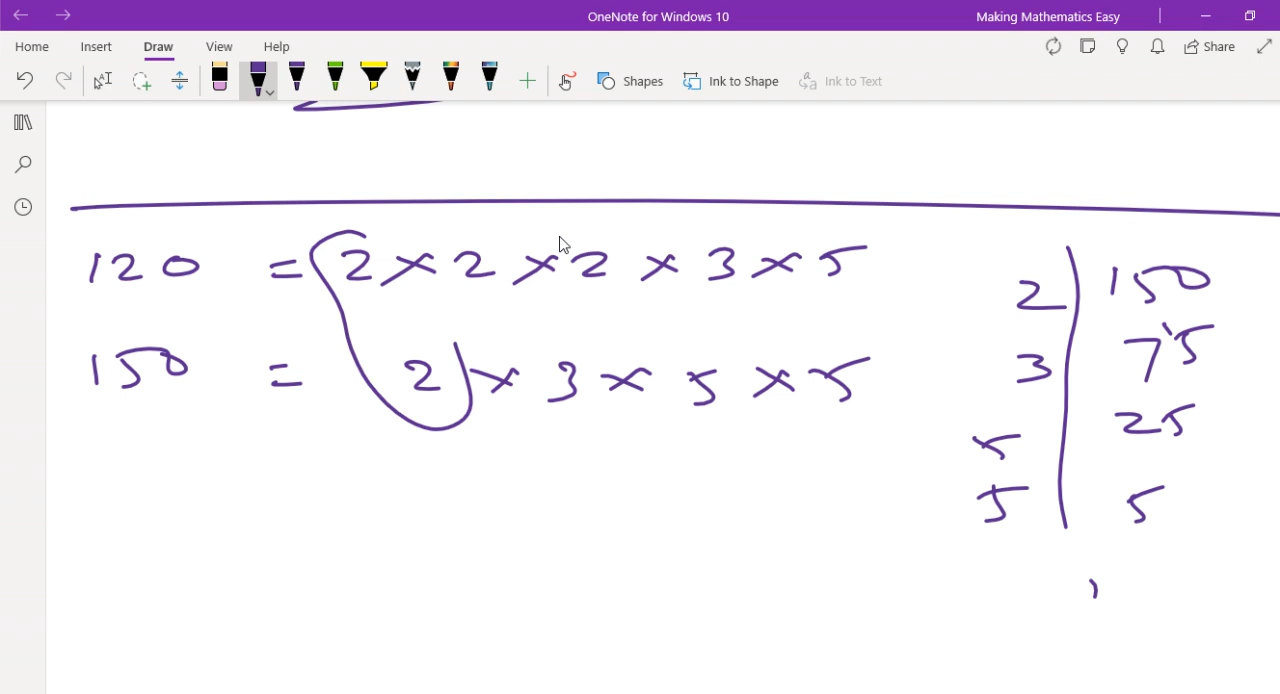 OneNote for Windows 10
Making Mathematics Easy
Home Insert Draw View Help
Share
Shapes Ink to Shape Ink to Text
120 = 2 × 2 × 2 × 3 × 5
150 = 2 × 3 × 5 × 5
2 | 150
3 | 75
5 | 25
5 | 5